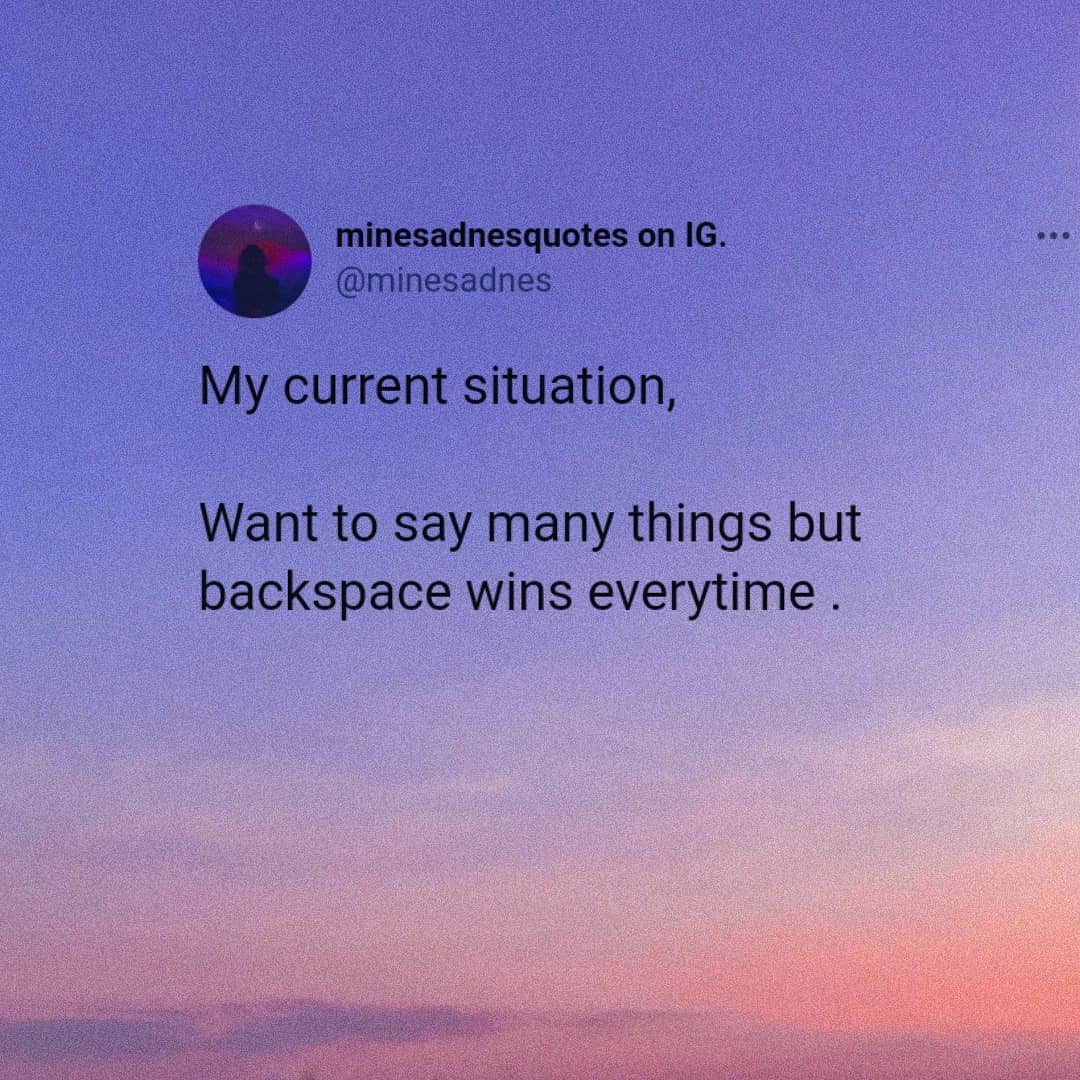 minesadnesquotes on IG.
@minesadnes
My current situation,
Want to say many things but
backspace wins everytime .